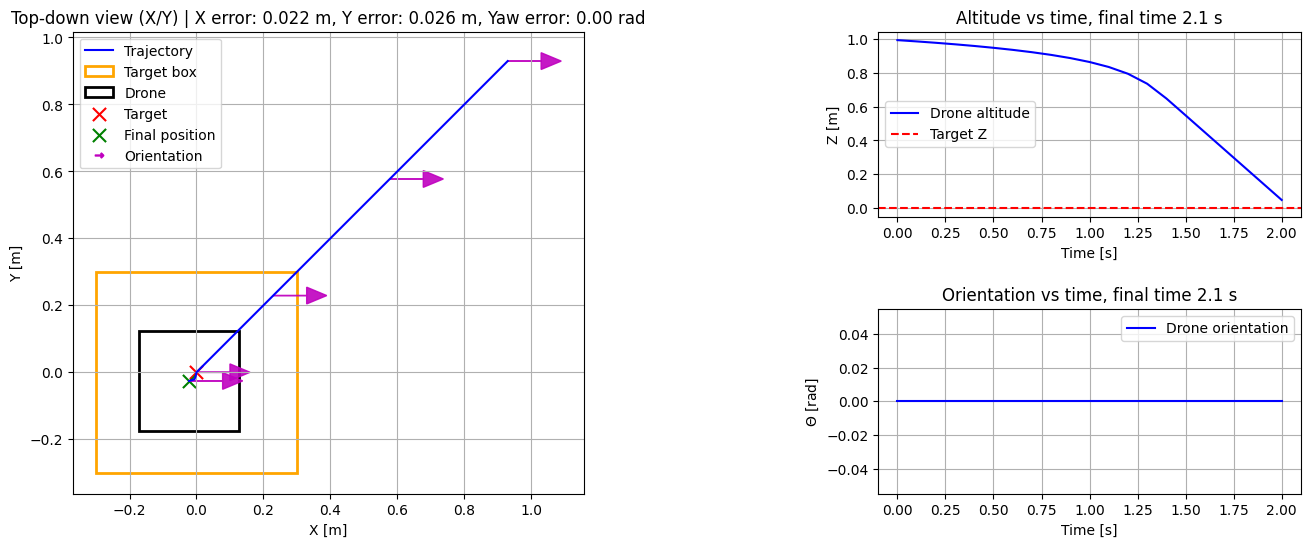 Top-down view (X/Y) | X error: 0.022 m, Y error: 0.026 m, Yaw error: 0.00 rad
Trajectory
Target box
Drone
Target
Final position
Orientation
1.0
0.8
0.6
0.4
0.2
0.0
−0.2
Y [m]
−0.2
0.0
0.2
0.4
0.6
0.8
1.0
X [m]
Altitude vs time, final time 2.1 s
1.0
0.8
0.6
0.4
0.2
0.0
Z [m]
Drone altitude
Target Z
0.00
0.25
0.50
0.75
1.00
1.25
1.50
1.75
2.00
Time [s]
Orientation vs time, final time 2.1 s
Drone orientation
0.04
0.02
0.00
−0.02
−0.04
Θ [rad]
0.00
0.25
0.50
0.75
1.00
1.25
1.50
1.75
2.00
Time [s]